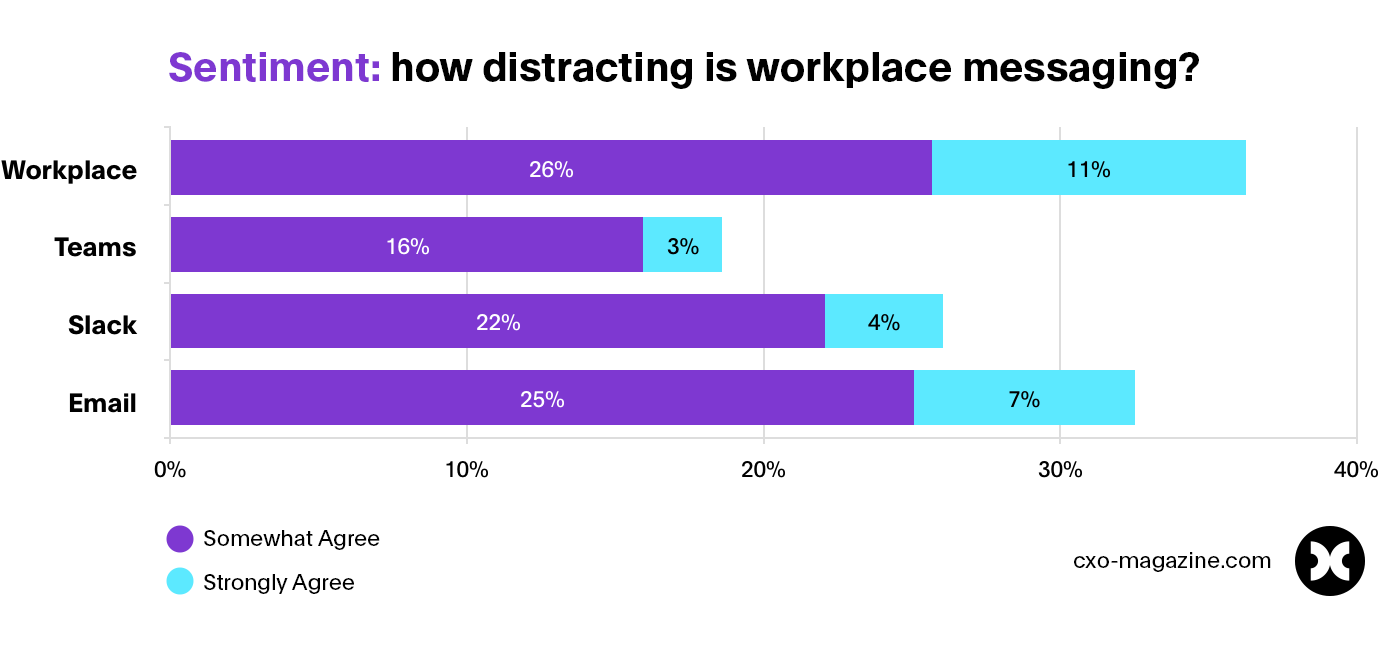 Sentiment: how distracting is workplace messaging?
Workplace 26% 11%
Teams 16% 3%
Slack 22% 4%
Email 25% 7%
0% 10% 20% 30% 40%
Somewhat Agree
Strongly Agree
cxo-magazine.com